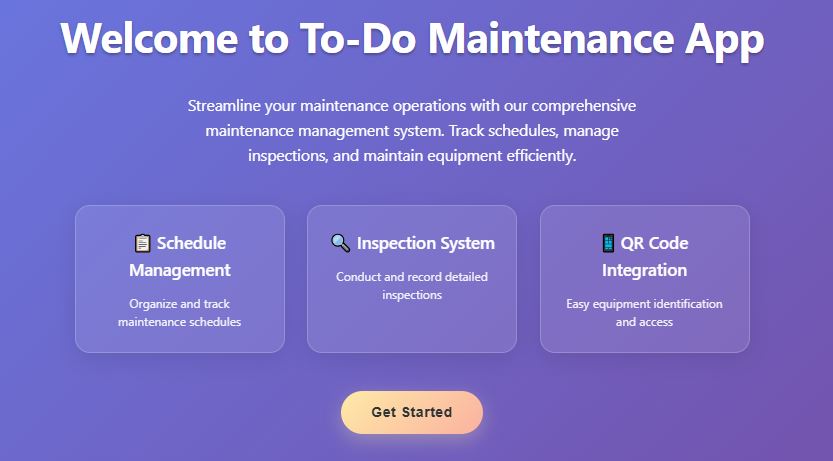 Welcome to To-Do Maintenance App
Streamline your maintenance operations with our comprehensive
maintenance management system. Track schedules, manage
inspections, and maintain equipment efficiently.
Schedule
Management
Organize and track
maintenance schedules
Inspection System
Conduct and record detailed
inspections
QR Code
Integration
Easy equipment identification
and access
Get Started